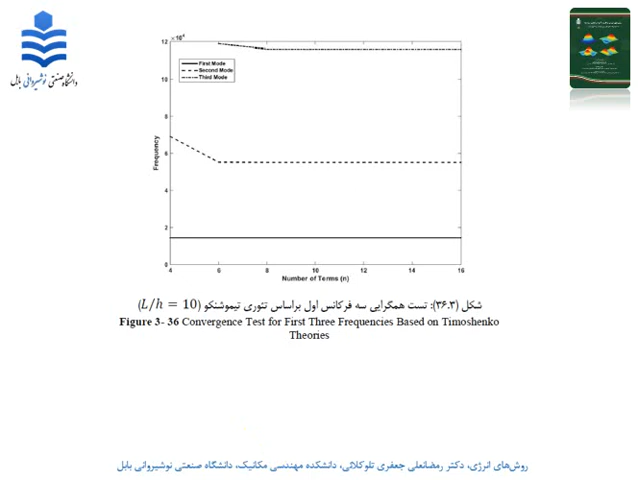 دانشگاه صنعتی نوشیروانی بابل
12
10
8
6
4
2
0
Frequency
First Mode
Second Mode
Third Mode
4 6 8 10 12 14 16
Number of Terms (n)
شکل (۳۶.۳): تست همگرایی سه فرکانس اول براساس تئوری تیموشنکو (L/h = 10)
Figure 3- 36 Convergence Test for First Three Frequencies Based on Timoshenko
Theories
روش‌های انرژی، دکتر رمضانعلی جعفری تلوکلائی، دانشکده مهندسی مکانیک، دانشگاه صنعتی نوشیروانی بابل